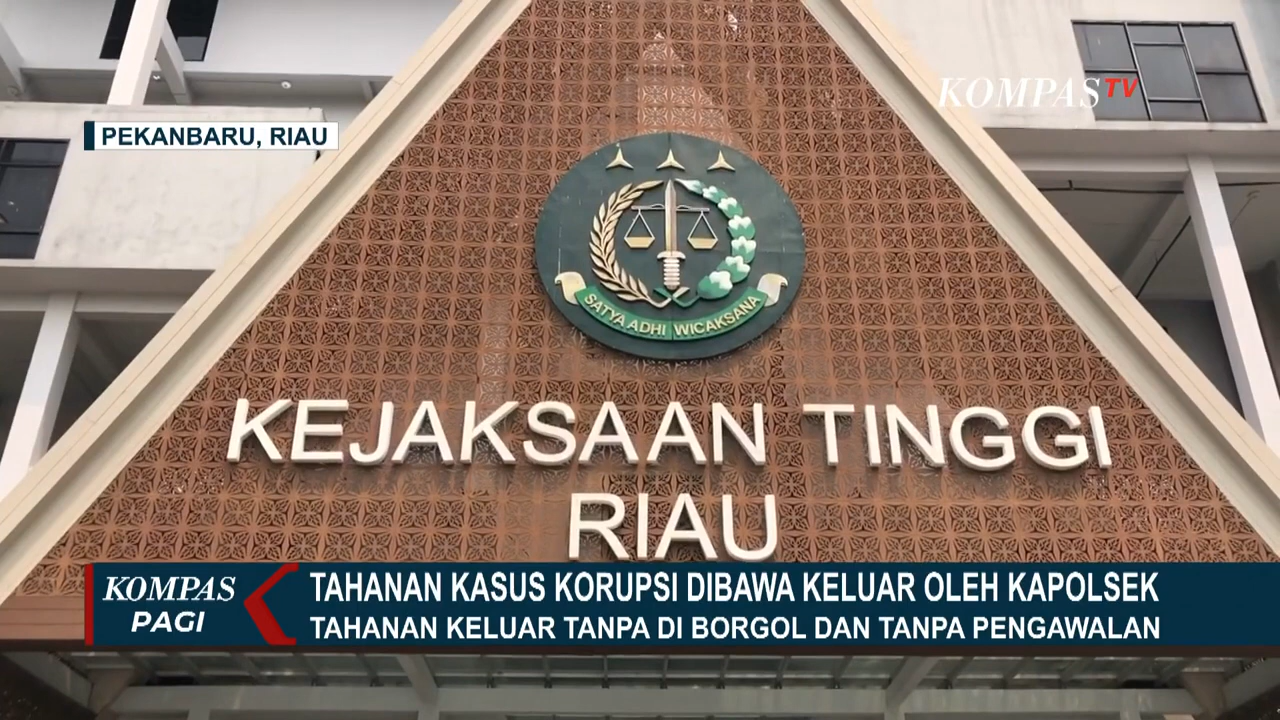 KOMPASTV
PEKANBARU, RIAU
SATYA ADHI WICAKSANA
KEJAKSAAN TINGGI
RIAU
KOMPAS
PAGI
TAHANAN KASUS KORUPSI DIBAWA KELUAR OLEH KAPOLSEK
TAHANAN KELUAR TANPA DI BORGOL DAN TANPA PENGAWALAN